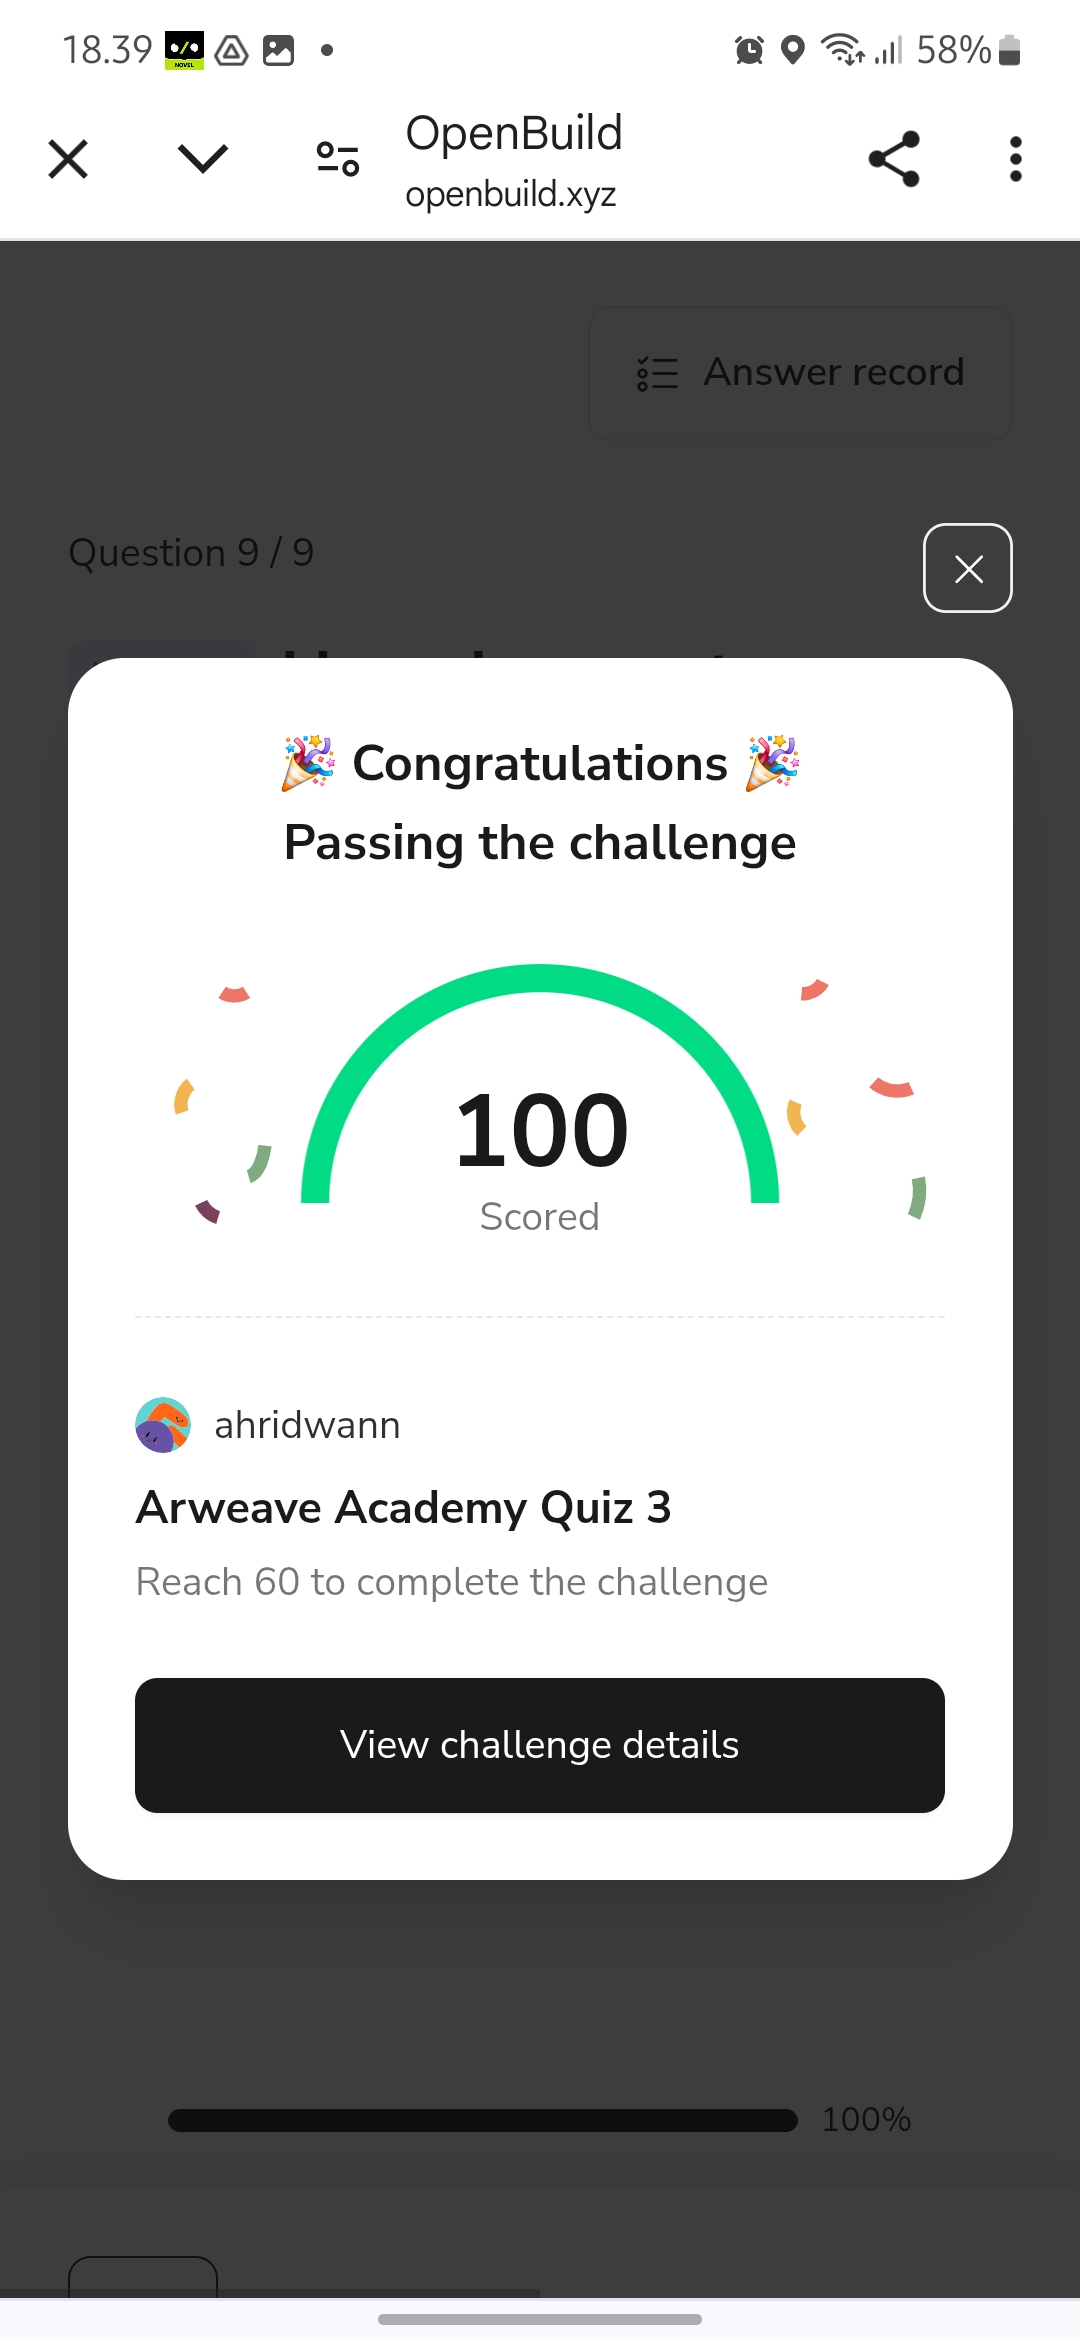 18.39
NOVEL
58%
OpenBuild
openbuild.xyz
Answer record
Question 9 / 9
🎉 Congratulations 🎉
Passing the challenge
100
Scored
ahridwann
Arweave Academy Quiz 3
Reach 60 to complete the challenge
View challenge details
100%